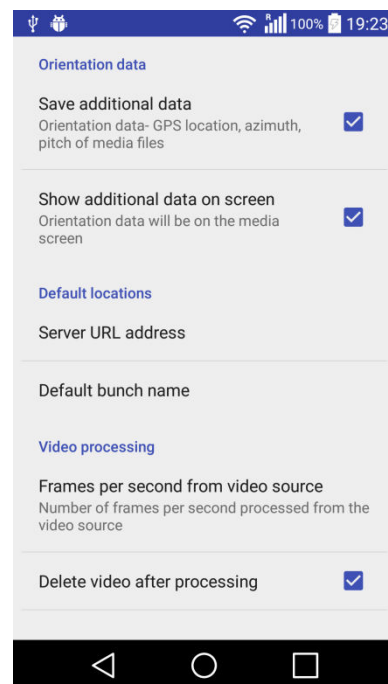 R 100% 19:23
Orientation data
Save additional data
Orientation data- GPS location, azimuth,
pitch of media files
Show additional data on screen
Orientation data will be on the media
screen
Default locations
Server URL address
Default bunch name
Video processing
Frames per second from video source
Number of frames per second processed from the
video source
Delete video after processing